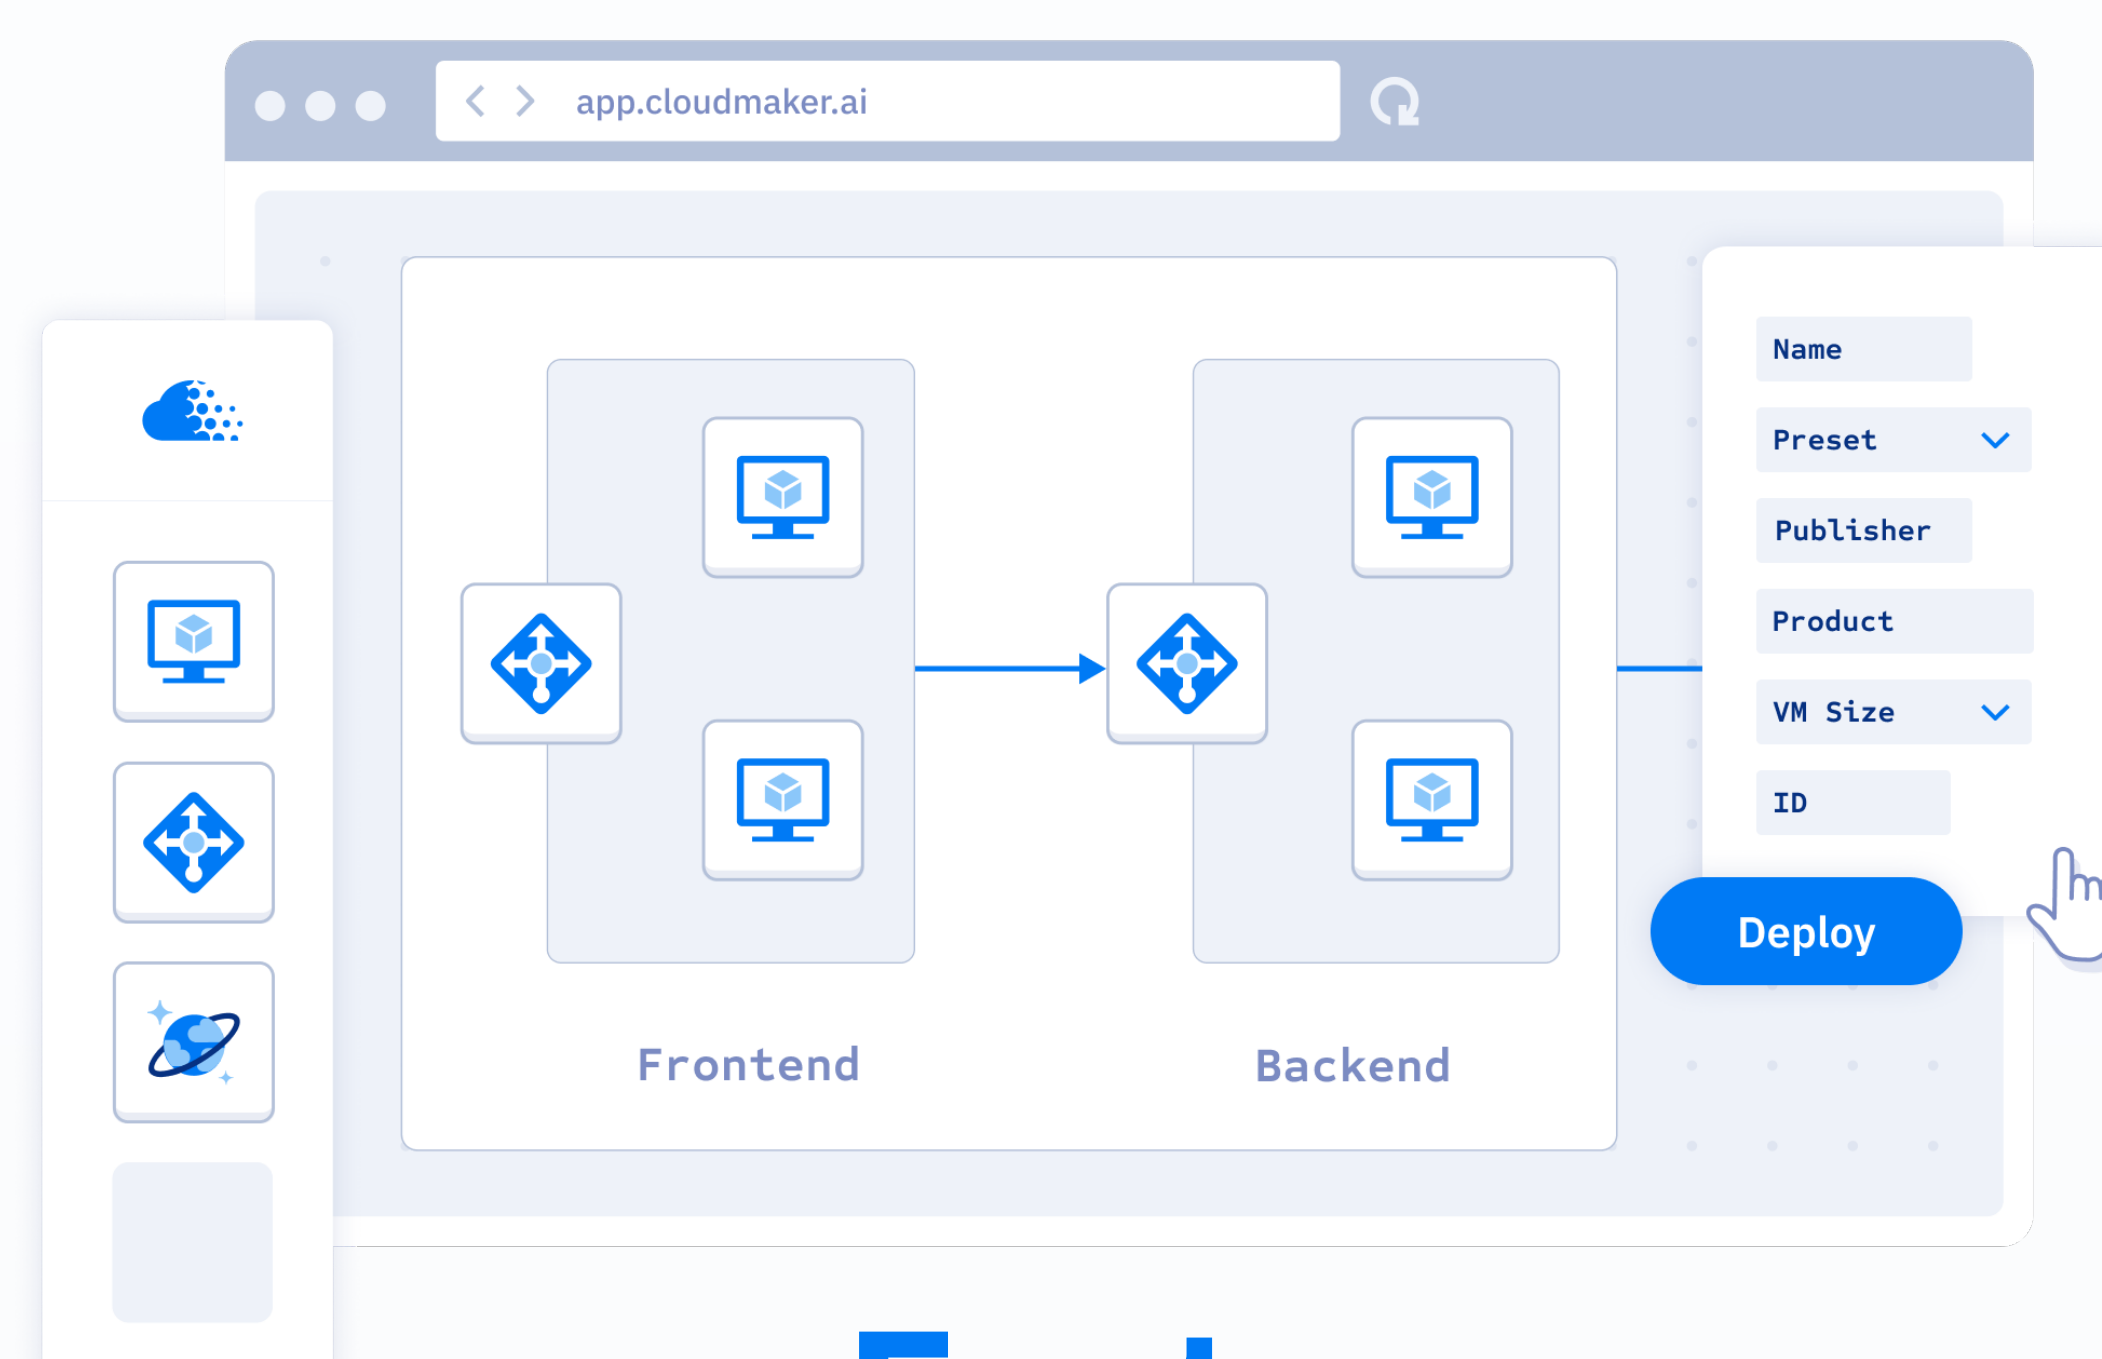 app.cloudmaker.ai
Name
Preset
Publisher
Product
VM Size
ID
Deploy
Frontend
Backend